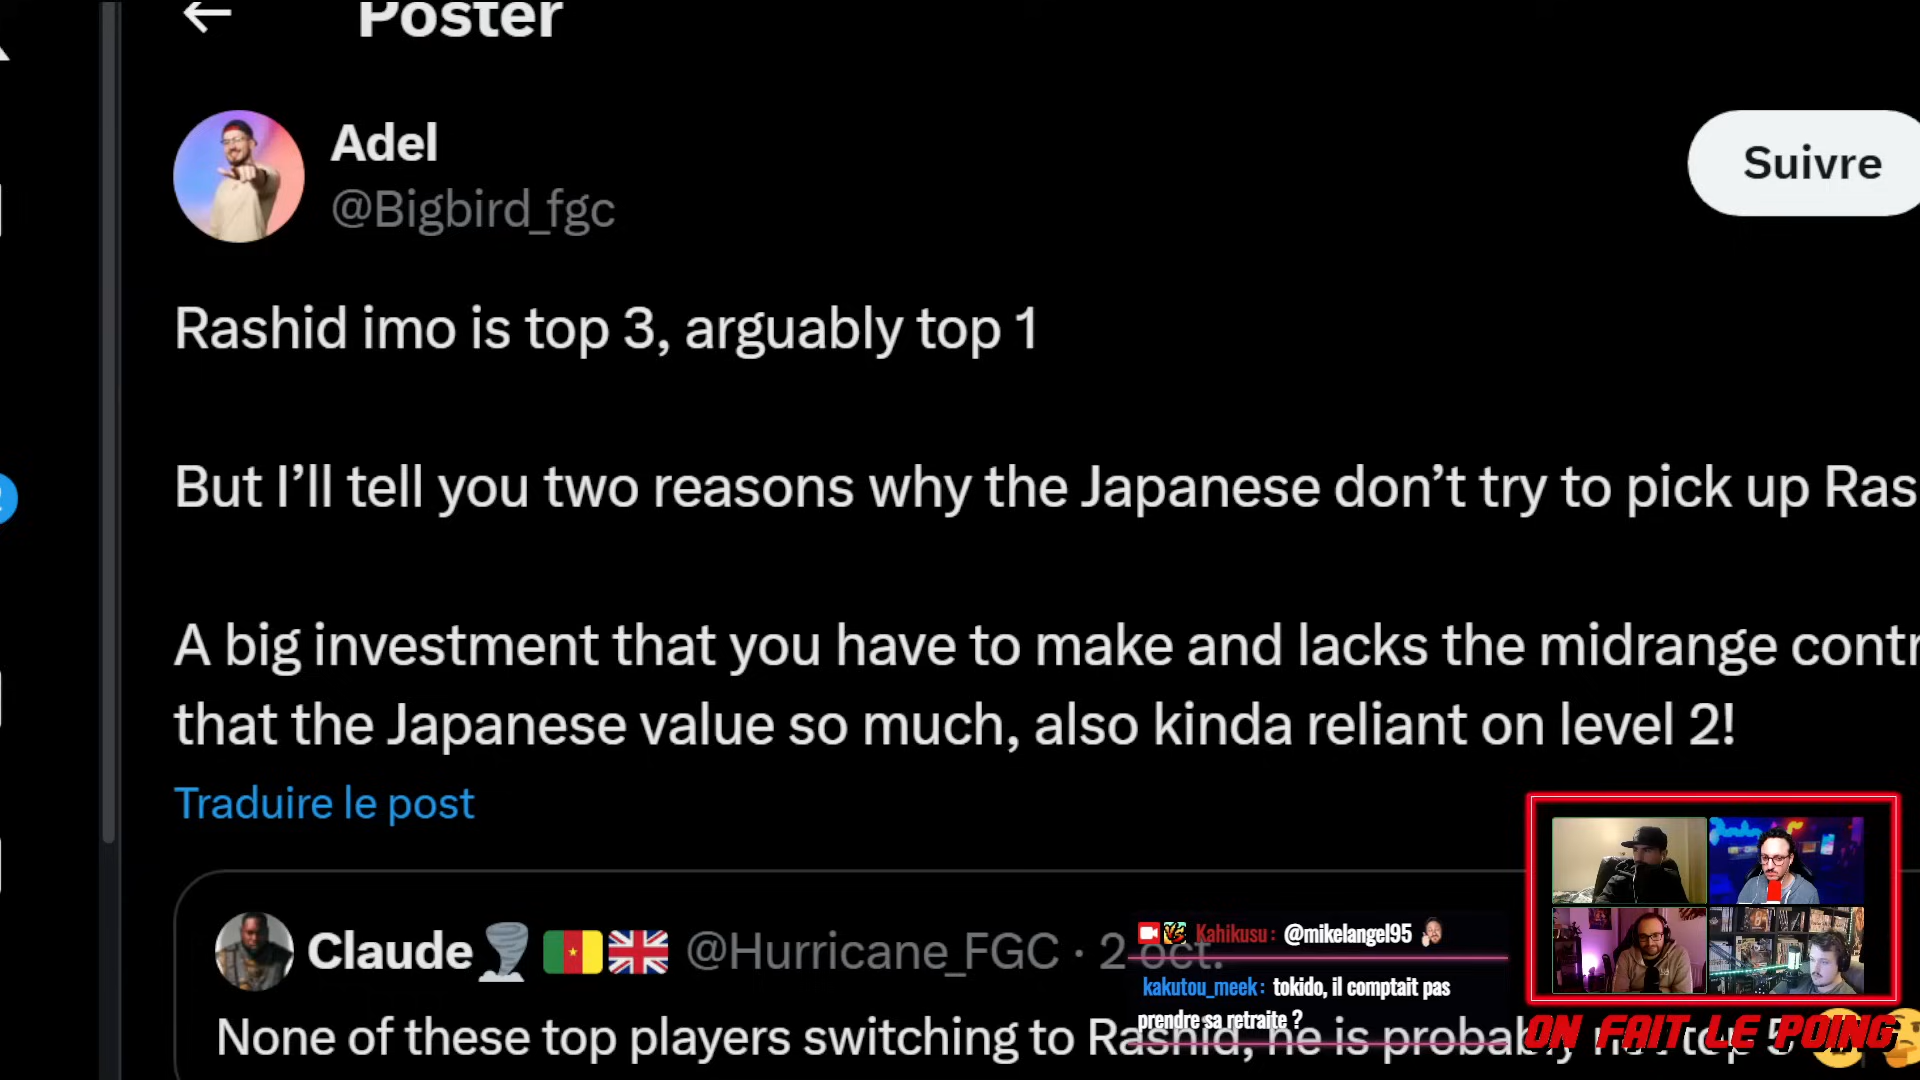 Poster
Adel
@Bigbird_fgc
Suivre
Rashid imo is top 3, arguably top 1
But I’ll tell you two reasons why the Japanese don’t try to pick up Ras
A big investment that you have to make and lacks the midrange contr
that the Japanese value so much, also kinda reliant on level 2!
Traduire le post
Claude @Hurricane_FGC · 2 oct.
None of these top players switching to Rashid, he is probably not top 5
Kahikusu: @mikelangel95
kakutou_meek: tokido, il comptait pas
prendre sa retraite ?
ON FAIT LE POING